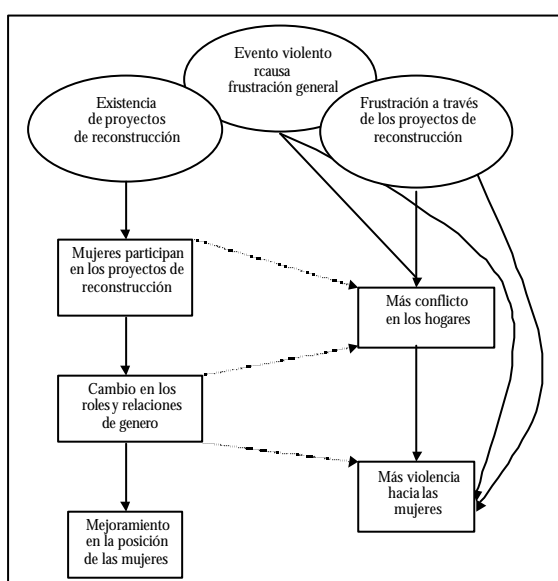 Evento violento
rcausa
frustración general
Existencia
de proyectos
de reconstrucción
Frustración a través
de los proyectos de
reconstrucción
Mujeres participan
en los proyectos de
reconstrucción
Más conflicto
en los hogares
Cambio en los
roles y relaciones
de genero
Más violencia
hacia las
mujeres
Mejoramiento
en la posición
de las mujeres